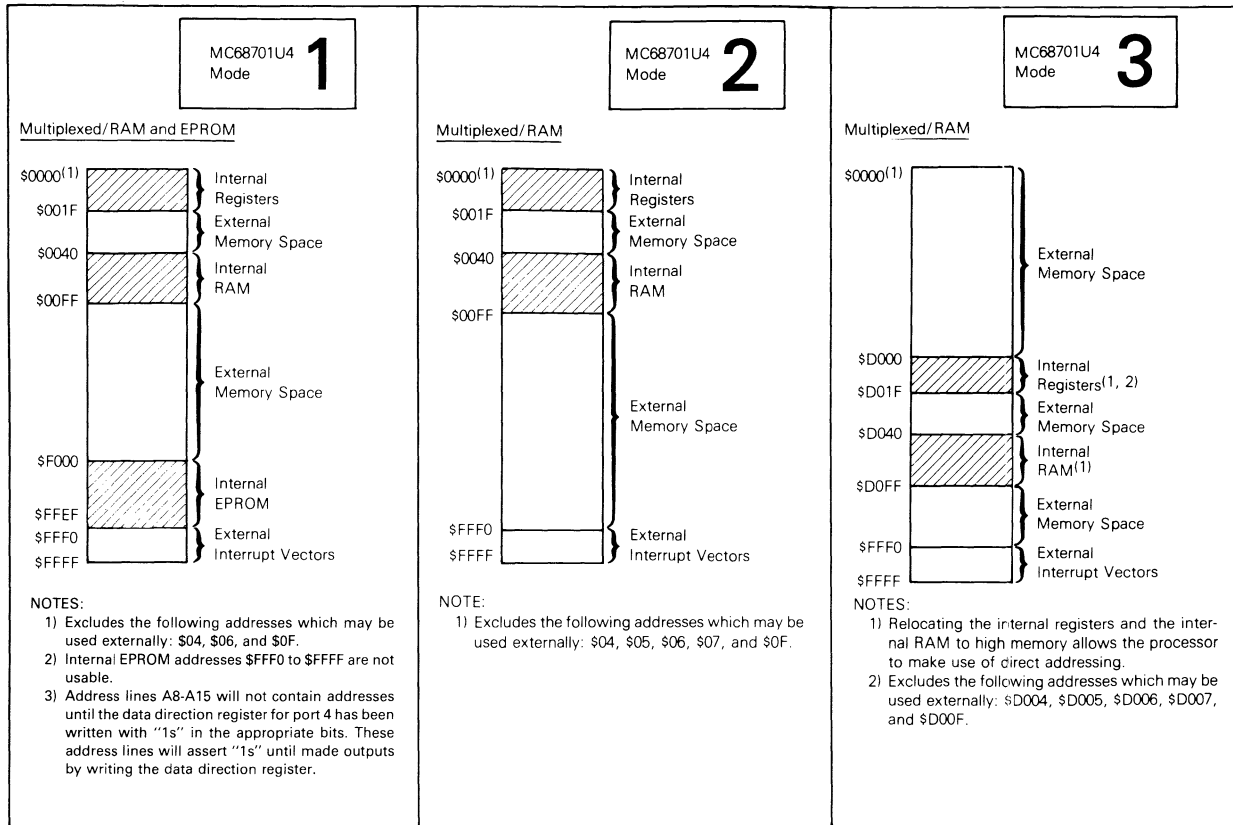 MC68701U4
Mode
1
Multiplexed/RAM and EPROM
$0000(1)
Internal
Registers
$001F
External
Memory Space
$0040
Internal
RAM
$00FF
External
Memory Space
$F000
Internal
EPROM
$FFEF
$FFF0
External
Interrupt Vectors
$FFFF
NOTES:
1) Excludes the following addresses which may be
used externally: $04, $06, and $0F.
2) Internal EPROM addresses $FFF0 to $FFFF are not
usable.
3) Address lines A8-A15 will not contain addresses
until the data direction register for port 4 has been
written with "1s" in the appropriate bits. These
address lines will assert "1s" until made outputs
by writing the data direction register.
MC68701U4
Mode
2
Multiplexed/RAM
$0000(1)
Internal
Registers
$001F
External
Memory Space
$0040
Internal
RAM
$00FF
External
Memory Space
$FFF0
External
Interrupt Vectors
$FFFF
NOTE:
1) Excludes the following addresses which may be
used externally: $04, $05, $06, $07, and $0F.
MC68701U4
Mode
3
Multiplexed/RAM
$0000(1)
External
Memory Space
$D000
Internal
Registers(1, 2)
$D01F
External
Memory Space
$D040
Internal
RAM(1)
$D0FF
External
Memory Space
$FFF0
External
Interrupt Vectors
$FFFF
NOTES:
1) Relocating the internal registers and the inter-
nal RAM to high memory allows the processor
to make use of direct addressing.
2) Excludes the following addresses which may be
used externally: $D004, $D005, $D006, $D007,
and $D00F.